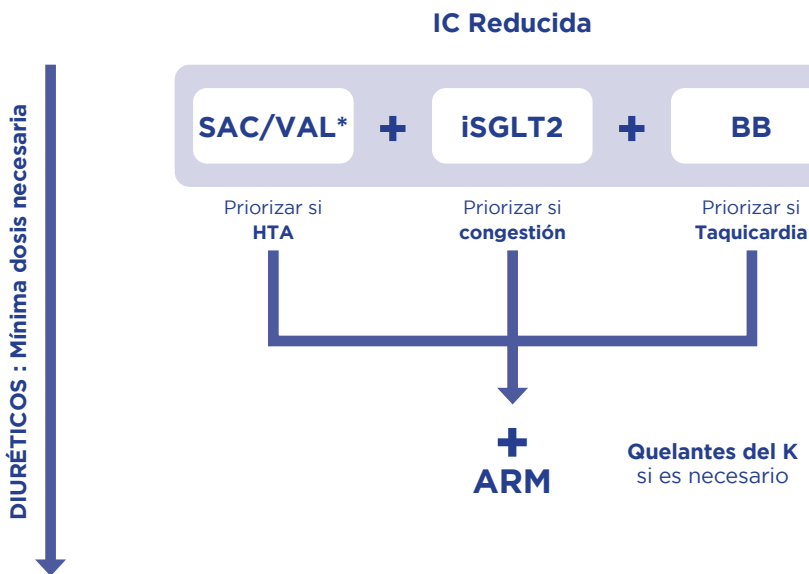 IC Reducida
SAC/VAL* + iSGLT2 + BB
Priorizar si
HTA
Priorizar si
congestión
Priorizar si
Taquicardia
+
ARM
Quelantes del K
si es necesario
DIURÉTICOS : Mínima dosis necesaria